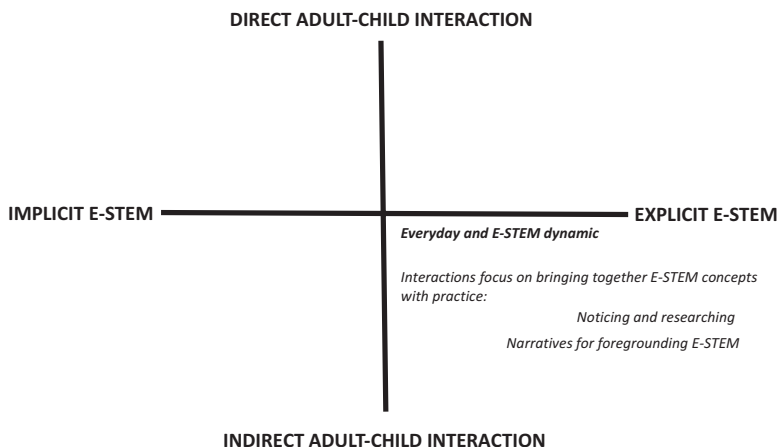 DIRECT ADULT-CHILD INTERACTION
IMPLICIT E-STEM
EXPLICIT E-STEM
Everyday and E-STEM dynamic
Interactions focus on bringing together E-STEM concepts
with practice:
Noticing and researching
Narratives for foregrounding E-STEM
INDIRECT ADULT-CHILD INTERACTION